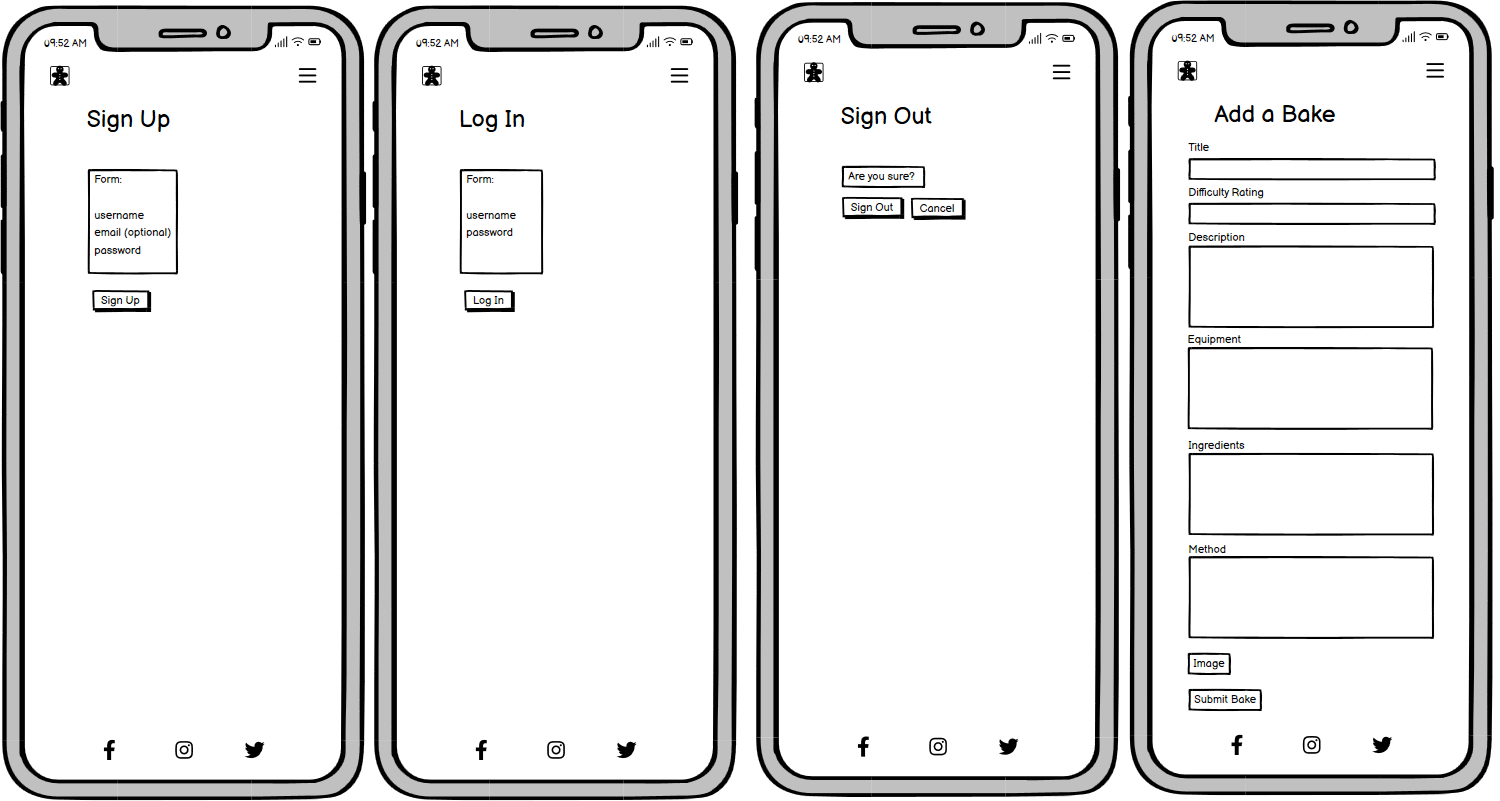 09:52 AM
Sign Up
Form:
username
email (optional)
password
Sign Up
09:52 AM
Log In
Form:
username
password
Log In
09:52 AM
Sign Out
Are you sure?
Sign Out
Cancel
09:52 AM
Add a Bake
Title
Difficulty Rating
Description
Equipment
Ingredients
Method
Image
Submit Bake